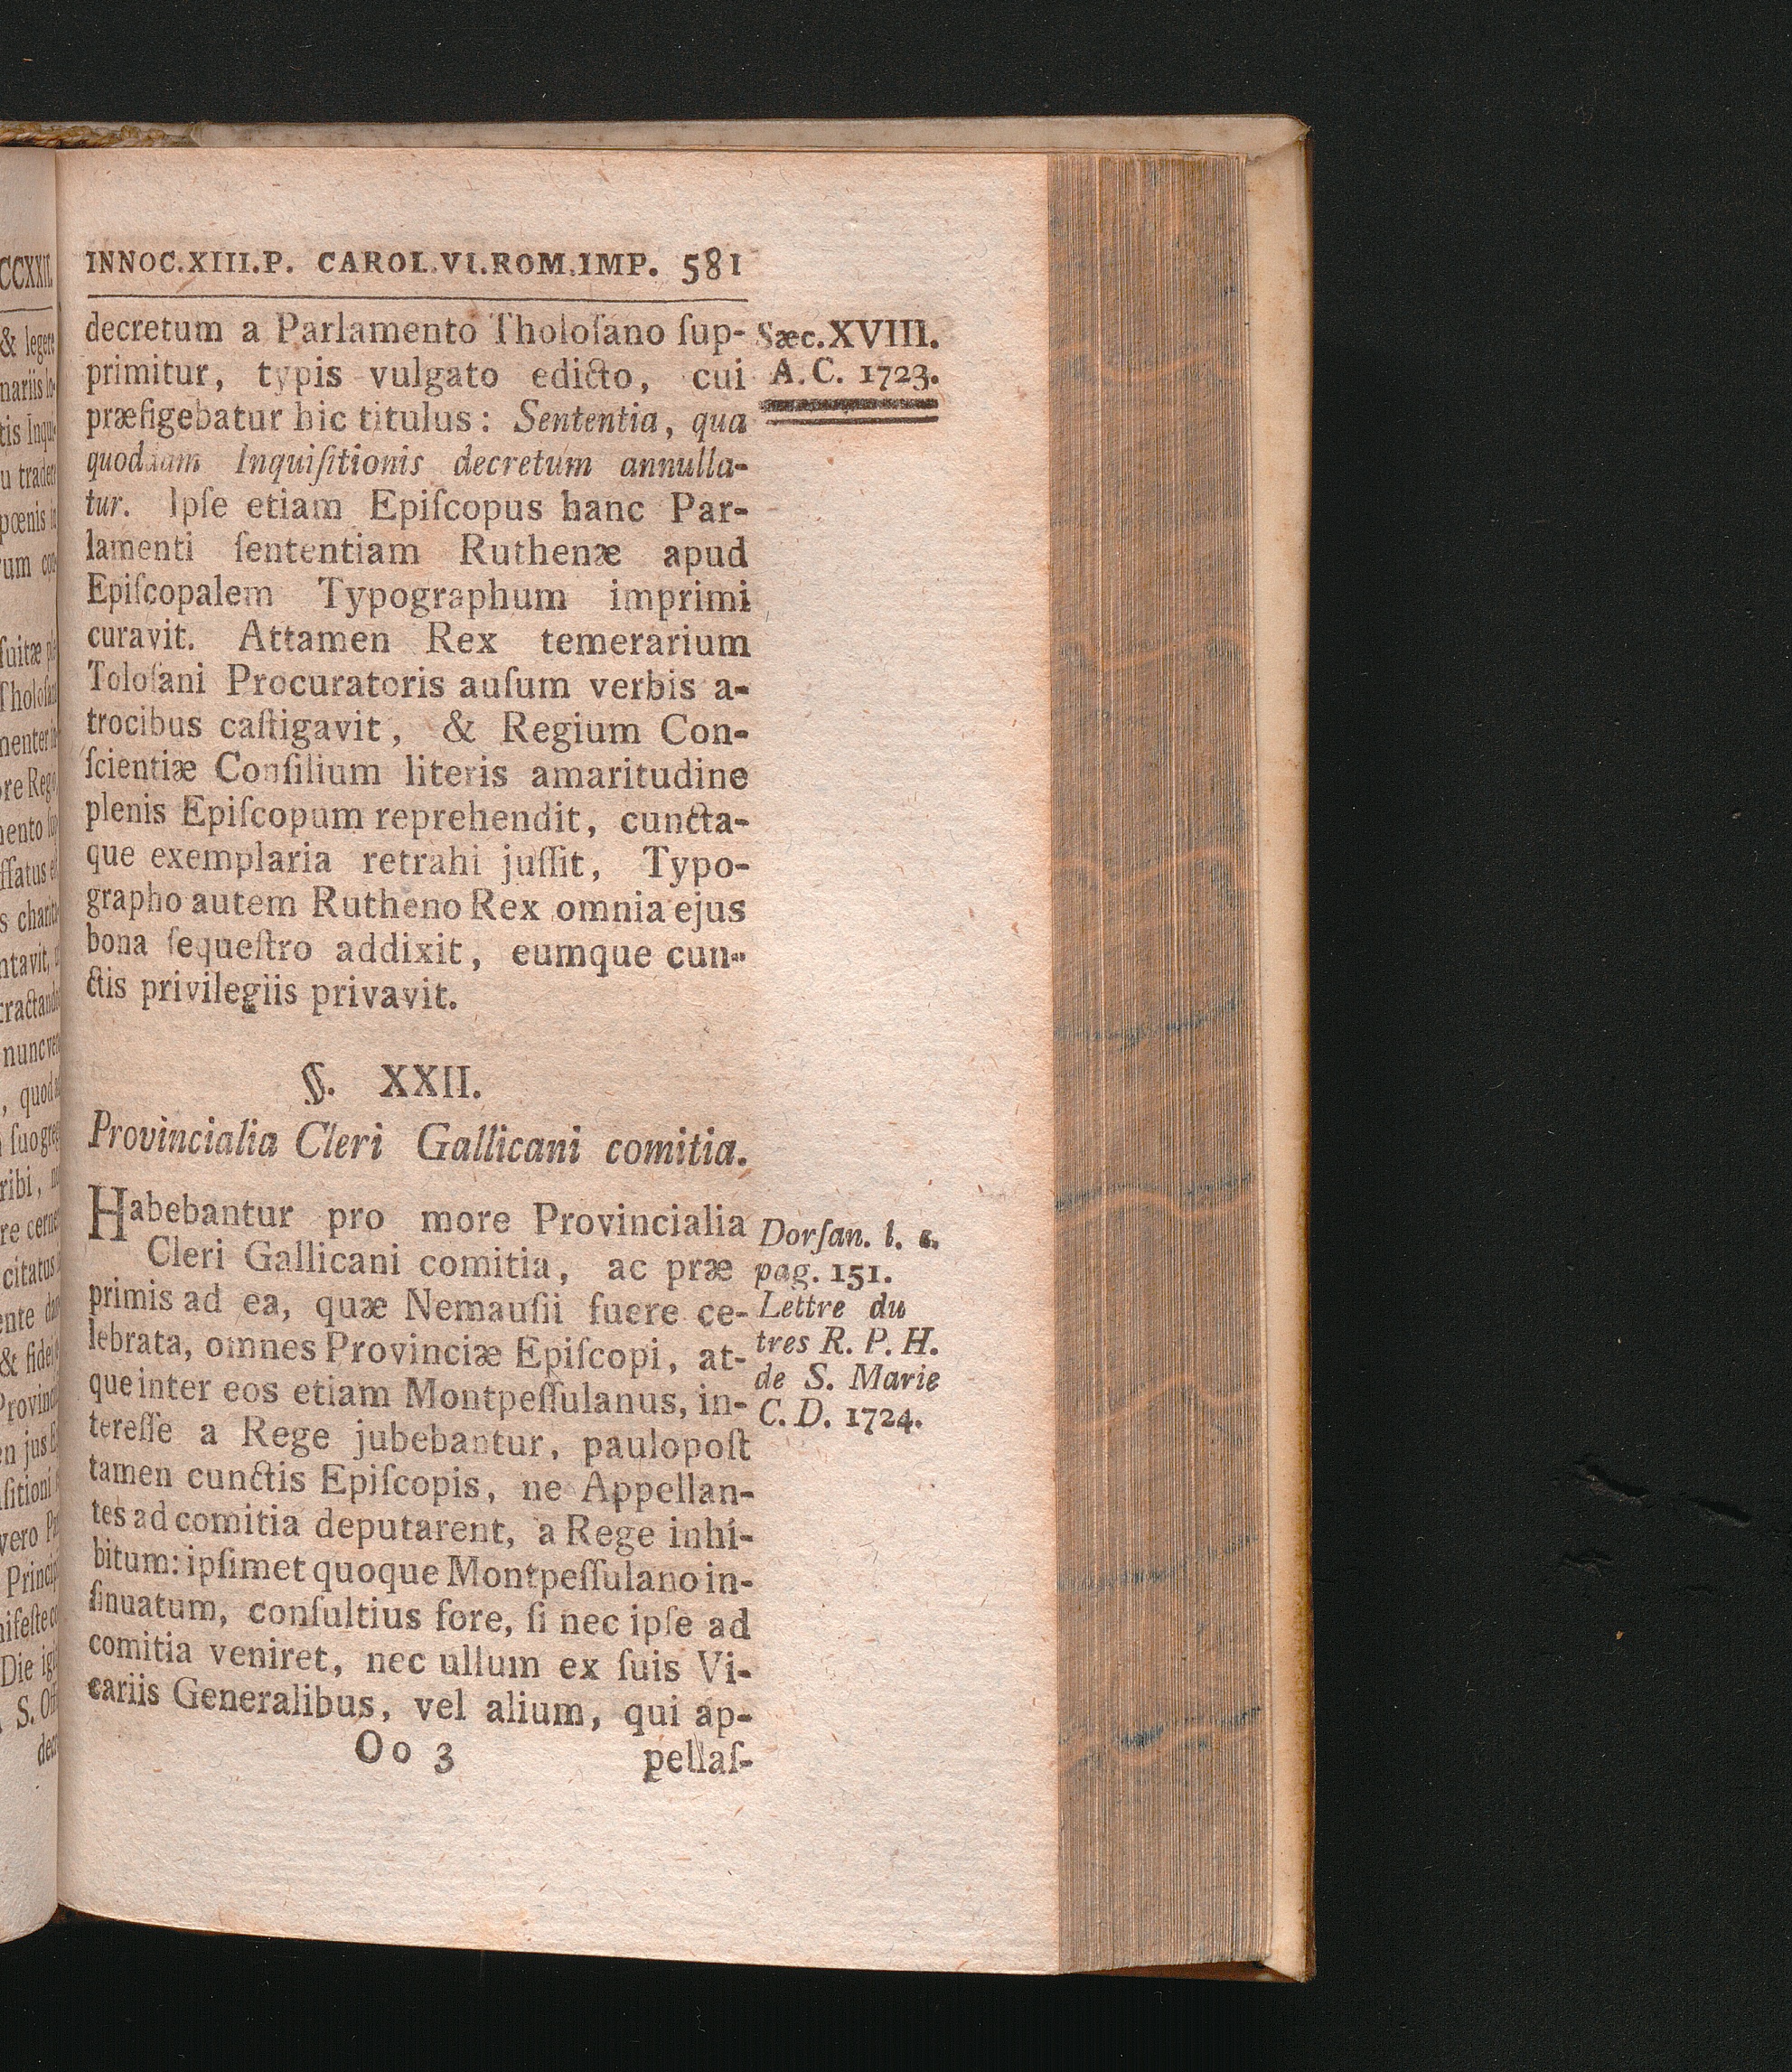 INNOC.XIII.P. CAROL.VI.ROM.IMP. 581
decretum a Parlamento Tholoſano ſup-
primitur, typis vulgato edicto, cui
præfigebatur hic titulus: Sententia, qua
quoddam Inquiſitionis decretum annulla-
tur. Ipſe etiam Epiſcopus hanc Par-
lamenti ſententiam Ruthenæ apud
Epiſcopalem Typographum imprimi
curavit. Attamen Rex temerarium
Toloſani Procuratoris auſum verbis a-
trocibus caſtigavit, & Regium Con-
ſcientiæ Conſilium literis amaritudine
plenis Epiſcopum reprehendit, cuncta-
que exemplaria retrahi juſſit, Typo-
grapho autem Rutheno Rex omnia ejus
bona ſequeſtro addixit, eumque cun-
ctis privilegiis privavit.
Sæc.XVIII.
A.C. 1723.
§. XXII.
Provincialia Cleri Gallicani comitia.
Habebantur pro more Provincialia
Cleri Gallicani comitia, ac præ
primis ad ea, quæ Nemauſii fuere ce-
lebrata, omnes Provinciæ Epiſcopi, at-
que inter eos etiam Montpeſſulanus, in-
tereſſe a Rege jubebantur, paulopoſt
tamen cunctis Epiſcopis, ne Appellan-
tes ad comitia deputarent, a Rege inhi-
bitum: ipſimet quoque Montpeſſulano in-
ſinuatum, conſultius fore, ſi nec ipſe ad
comitia veniret, nec ullum ex ſuis Vi-
cariis Generalibus, vel alium, qui ap-
Dorſan. l. c.
pag. 151.
Lettre du
tres R. P. H.
de S. Marie
C. D. 1724.
Oo 3 pellaſ-